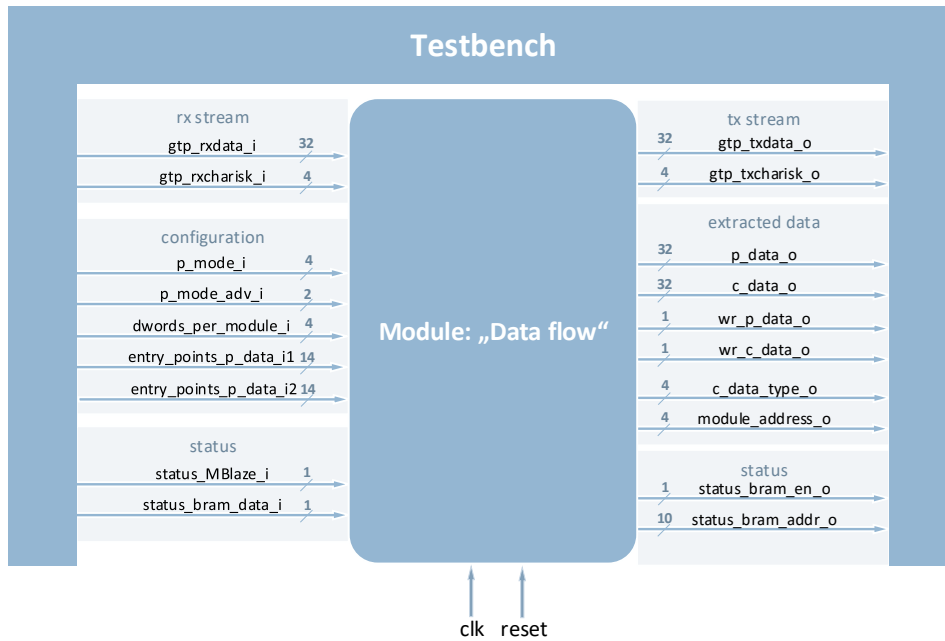 Testbench
rx stream
gtp_rxdata_i 32
gtp_rxcharisk_i 4
configuration
p_mode_i 4
p_mode_adv_i 2
dwords_per_module_i 4
entry_points_p_data_i1 14
entry_points_p_data_i2 14
status
status_MBlaze_i 1
status_bram_data_i 1
Module: „Data flow“
tx stream
32 gtp_txdata_o
4 gtp_txcharisk_o
extracted data
32 p_data_o
32 c_data_o
1 wr_p_data_o
1 wr_c_data_o
4 c_data_type_o
4 module_address_o
status
1 status_bram_en_o
10 status_bram_addr_o
clk reset